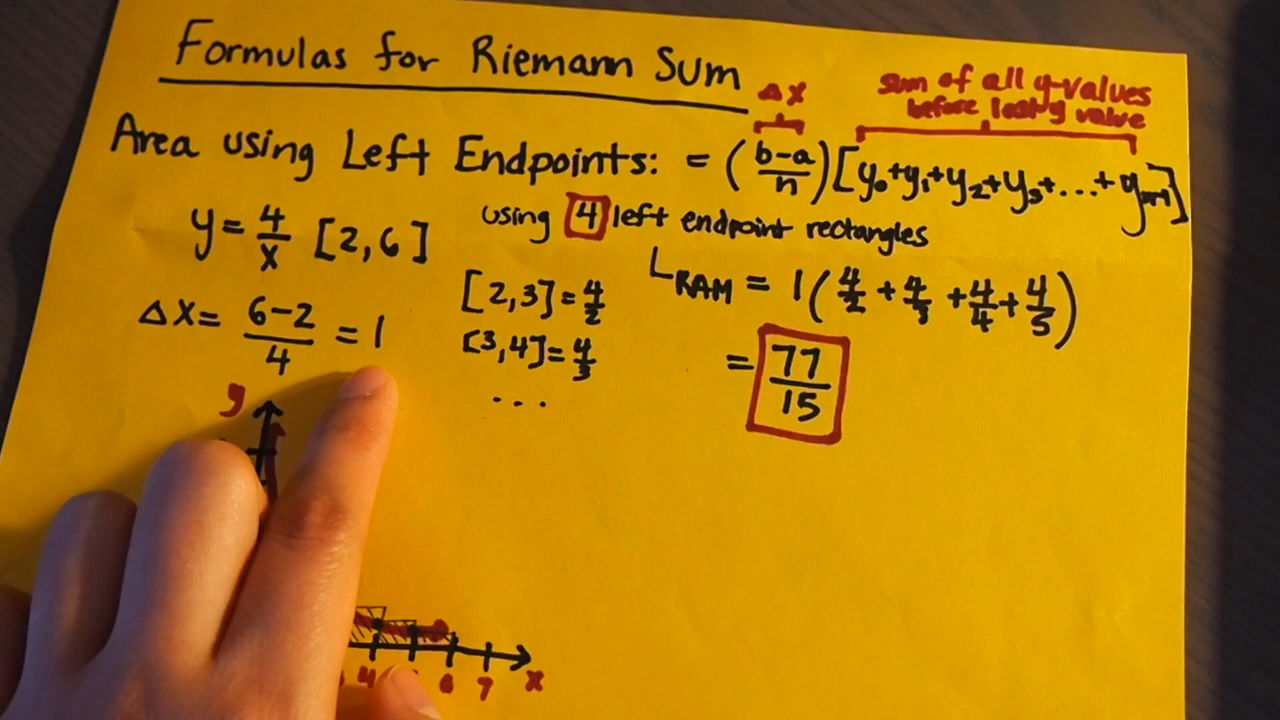 Formulas for Riemann Sum
Δx
sum of all y-values
before last y value
Area using Left Endpoints: = (b-a/n)[y₀+y₁+y₂+y₃+...+yₙ₋₁]
y=4/x [2,6]
using 4 left endpoint rectangles
Δx= 6-2/4 = 1
[2,3]=4/2
[3,4]=4/3
...
LRAM = 1(4/2+4/3+4/4+4/5)
= 77/15
y
4
6 7 x